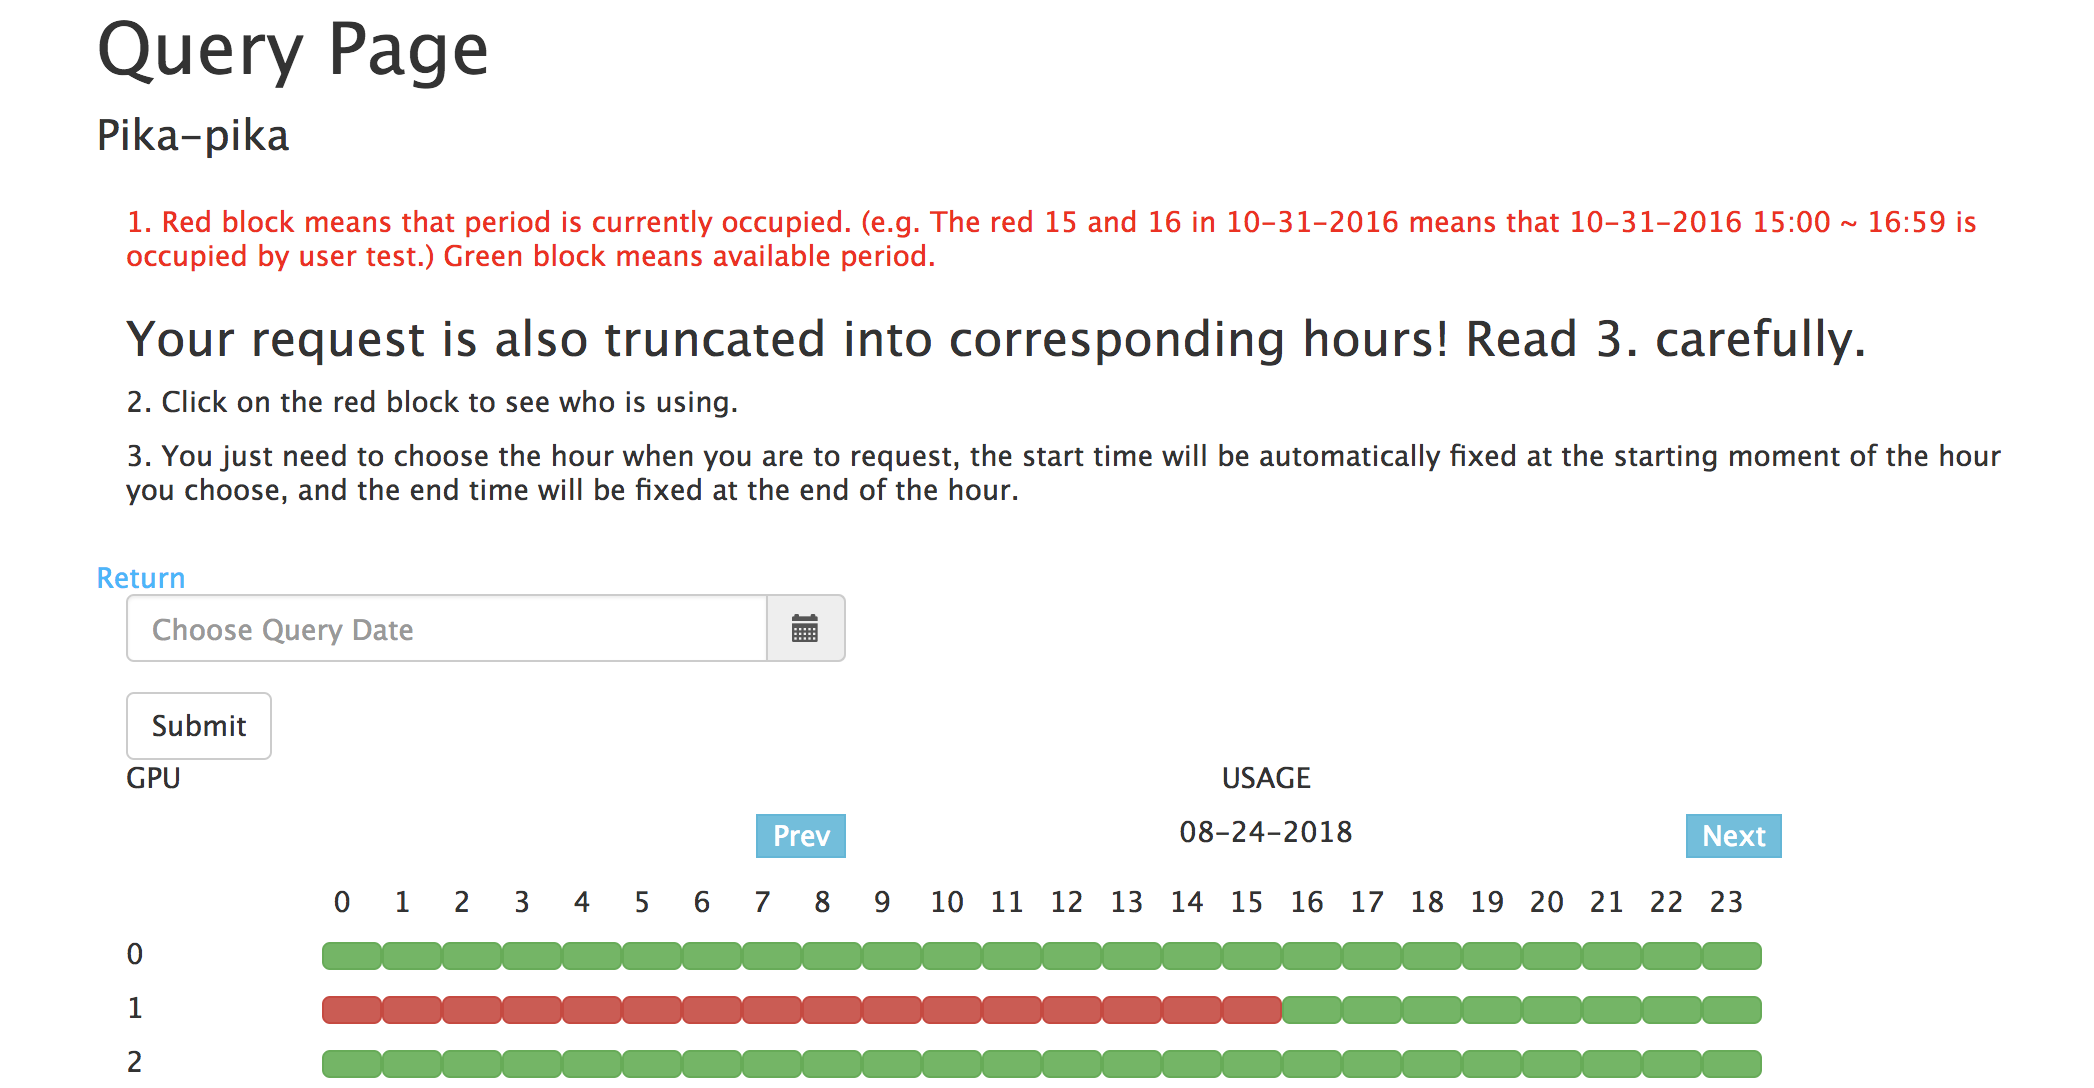 Query Page
Pika-pika
1. Red block means that period is currently occupied. (e.g. The red 15 and 16 in 10-31-2016 means that 10-31-2016 15:00 ~ 16:59 is
occupied by user test.) Green block means available period.
Your request is also truncated into corresponding hours! Read 3. carefully.
2. Click on the red block to see who is using.
3. You just need to choose the hour when you are to request, the start time will be automatically fixed at the starting moment of the hour
you choose, and the end time will be fixed at the end of the hour.
Return
Choose Query Date
Submit
GPU USAGE
Prev 08-24-2018 Next
0 1 2 3 4 5 6 7 8 9 10 11 12 13 14 15 16 17 18 19 20 21 22 23
0
1
2